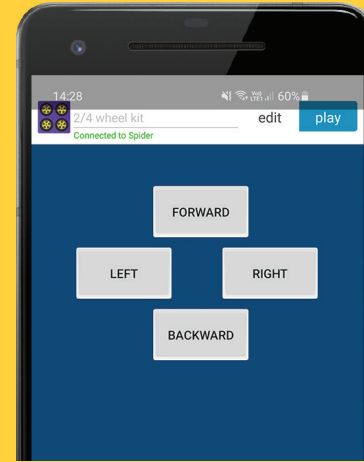 14:28 60%
2/4 wheel kit edit play
Connected to Spider
FORWARD
LEFT RIGHT
BACKWARD